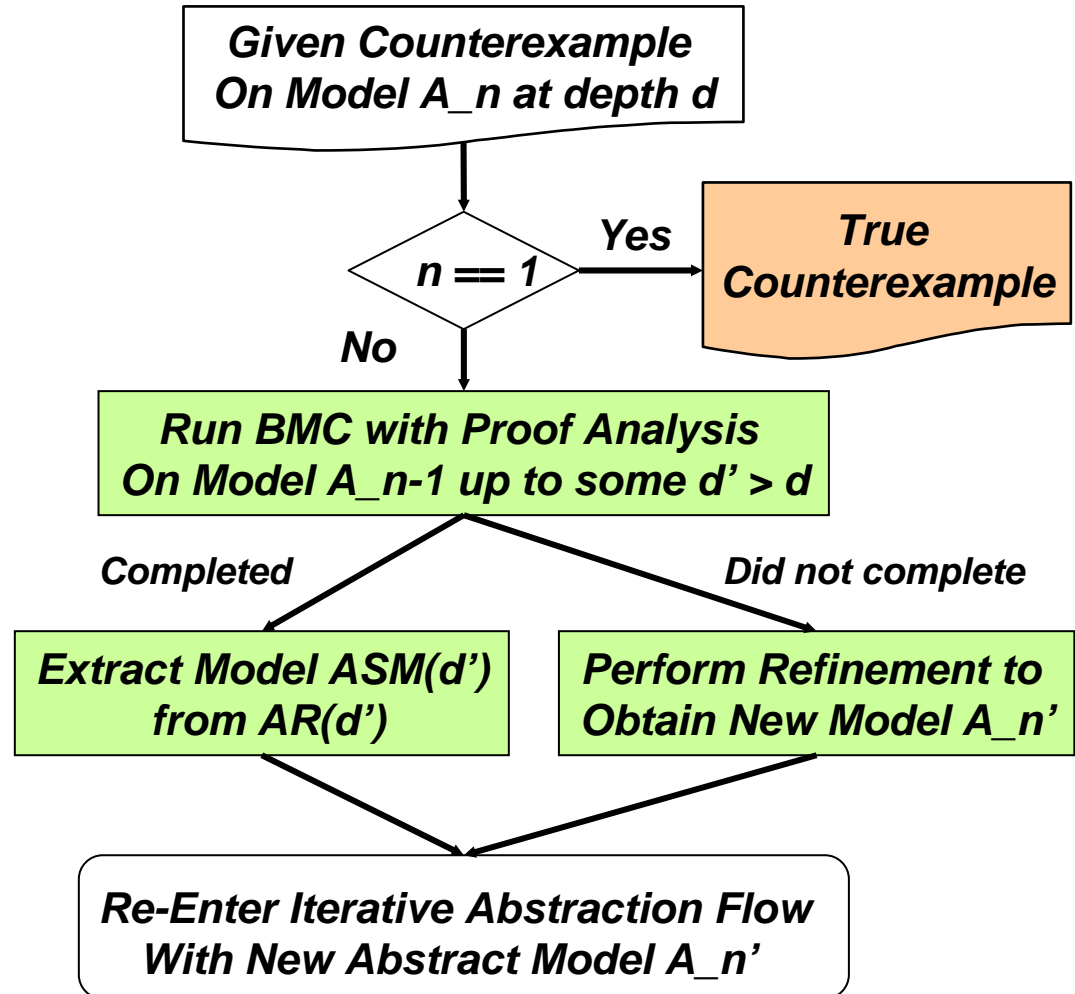 Given Counterexample
On Model A_n at depth d
n == 1
Yes
True
Counterexample
No
Run BMC with Proof Analysis
On Model A_n-1 up to some d’ > d
Completed
Did not complete
Extract Model ASM(d’)
from AR(d’)
Perform Refinement to
Obtain New Model A_n’
Re-Enter Iterative Abstraction Flow
With New Abstract Model A_n’